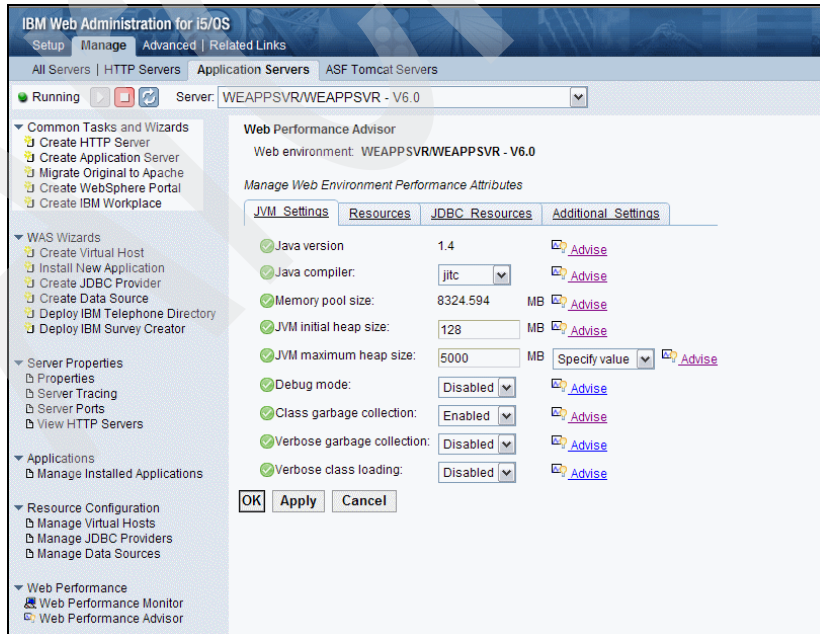 IBM Web Administration for i5/OS
Setup Manage Advanced | Related Links
All Servers | HTTP Servers Application Servers ASF Tomcat Servers
Running Server: WEAPPSVR/WEAPPSVR - V6.0
Common Tasks and Wizards
Create HTTP Server
Create Application Server
Migrate Original to Apache
Create WebSphere Portal
Create IBM Workplace
WAS Wizards
Create Virtual Host
Install New Application
Create JDBC Provider
Create Data Source
Deploy IBM Telephone Directory
Deploy IBM Survey Creator
Server Properties
Properties
Server Tracing
Server Ports
View HTTP Servers
Applications
Manage Installed Applications
Resource Configuration
Manage Virtual Hosts
Manage JDBC Providers
Manage Data Sources
Web Performance
Web Performance Monitor
Web Performance Advisor
Web Performance Advisor
Web environment: WEAPPSVR/WEAPPSVR - V6.0
Manage Web Environment Performance Attributes
JVM Settings Resources JDBC Resources Additional Settings
Java version 1.4 Advise
Java compiler: jitc Advise
Memory pool size: 8324.594 MB Advise
JVM initial heap size: 128 MB Advise
JVM maximum heap size: 5000 MB Specify value Advise
Debug mode: Disabled Advise
Class garbage collection: Enabled Advise
Verbose garbage collection: Disabled Advise
Verbose class loading: Disabled Advise
OK Apply Cancel